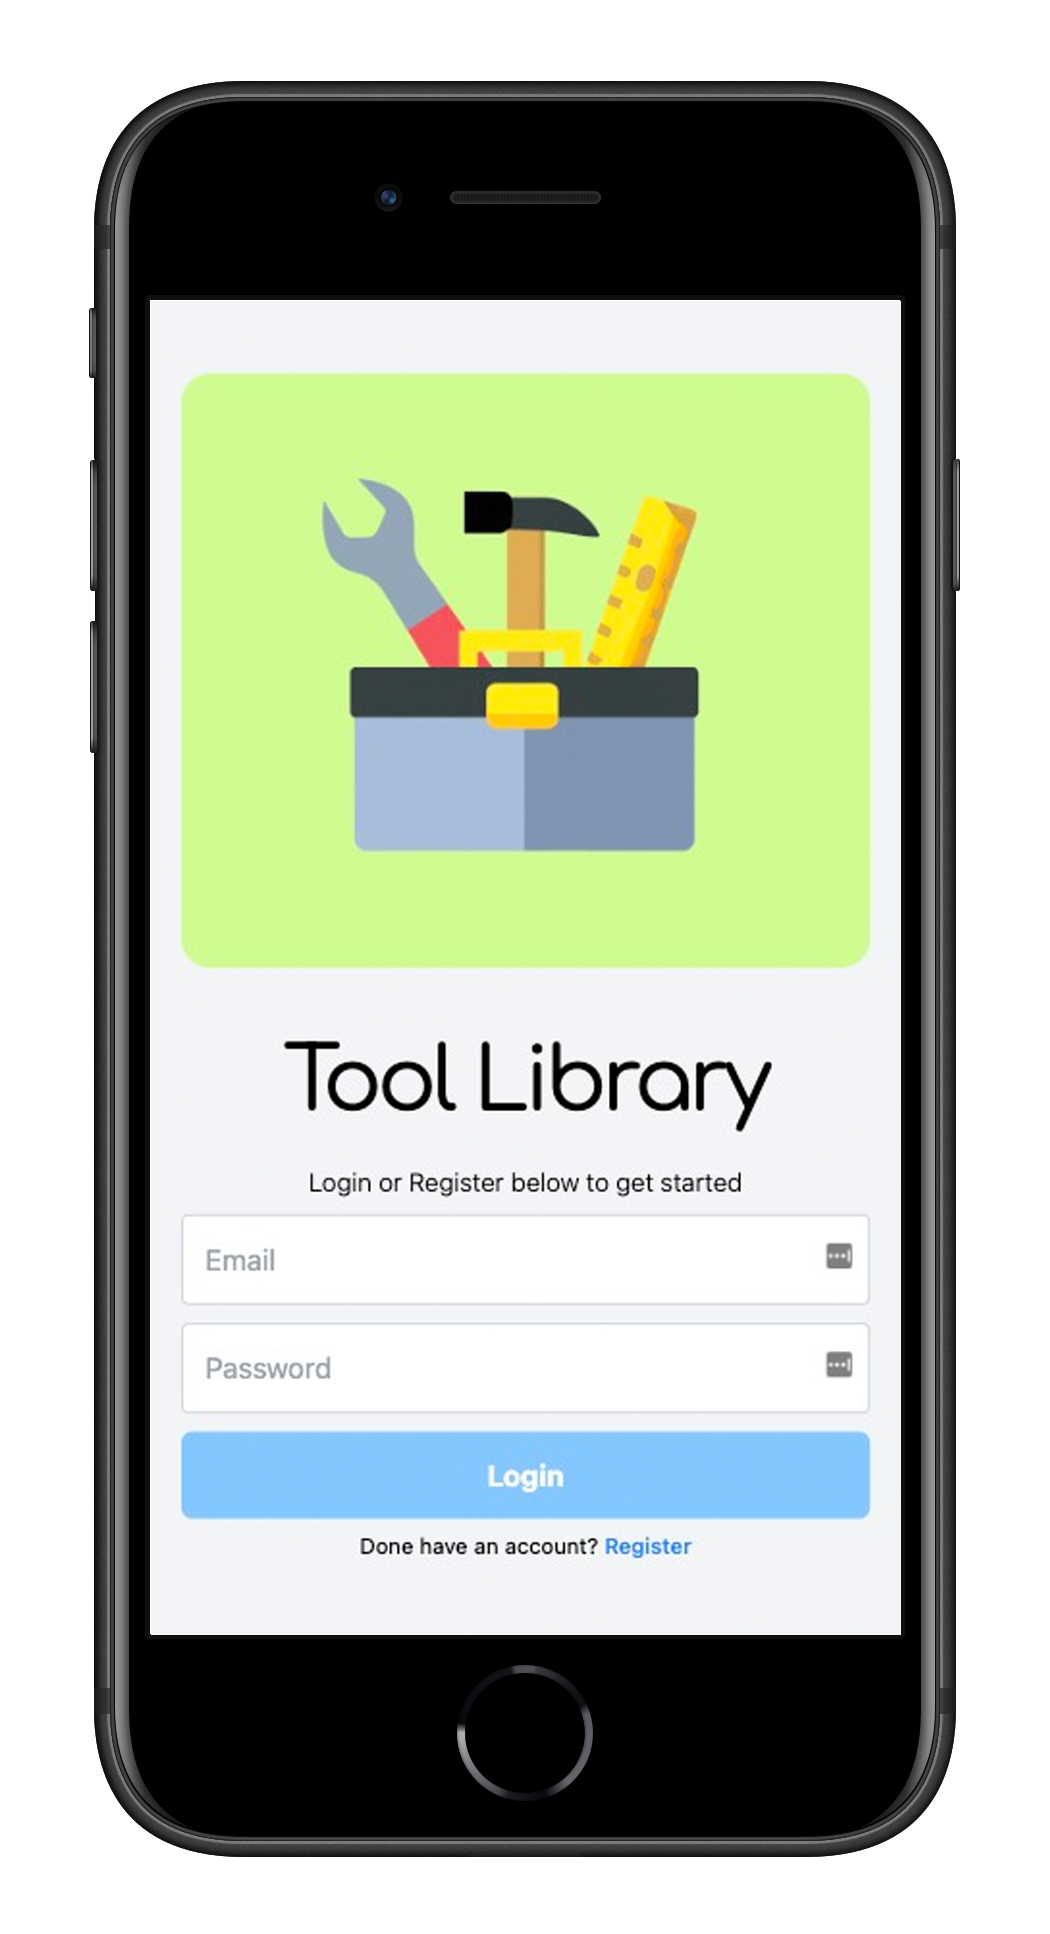 Tool Library
Login or Register below to get started
Email
Password
Login
Done have an account? Register